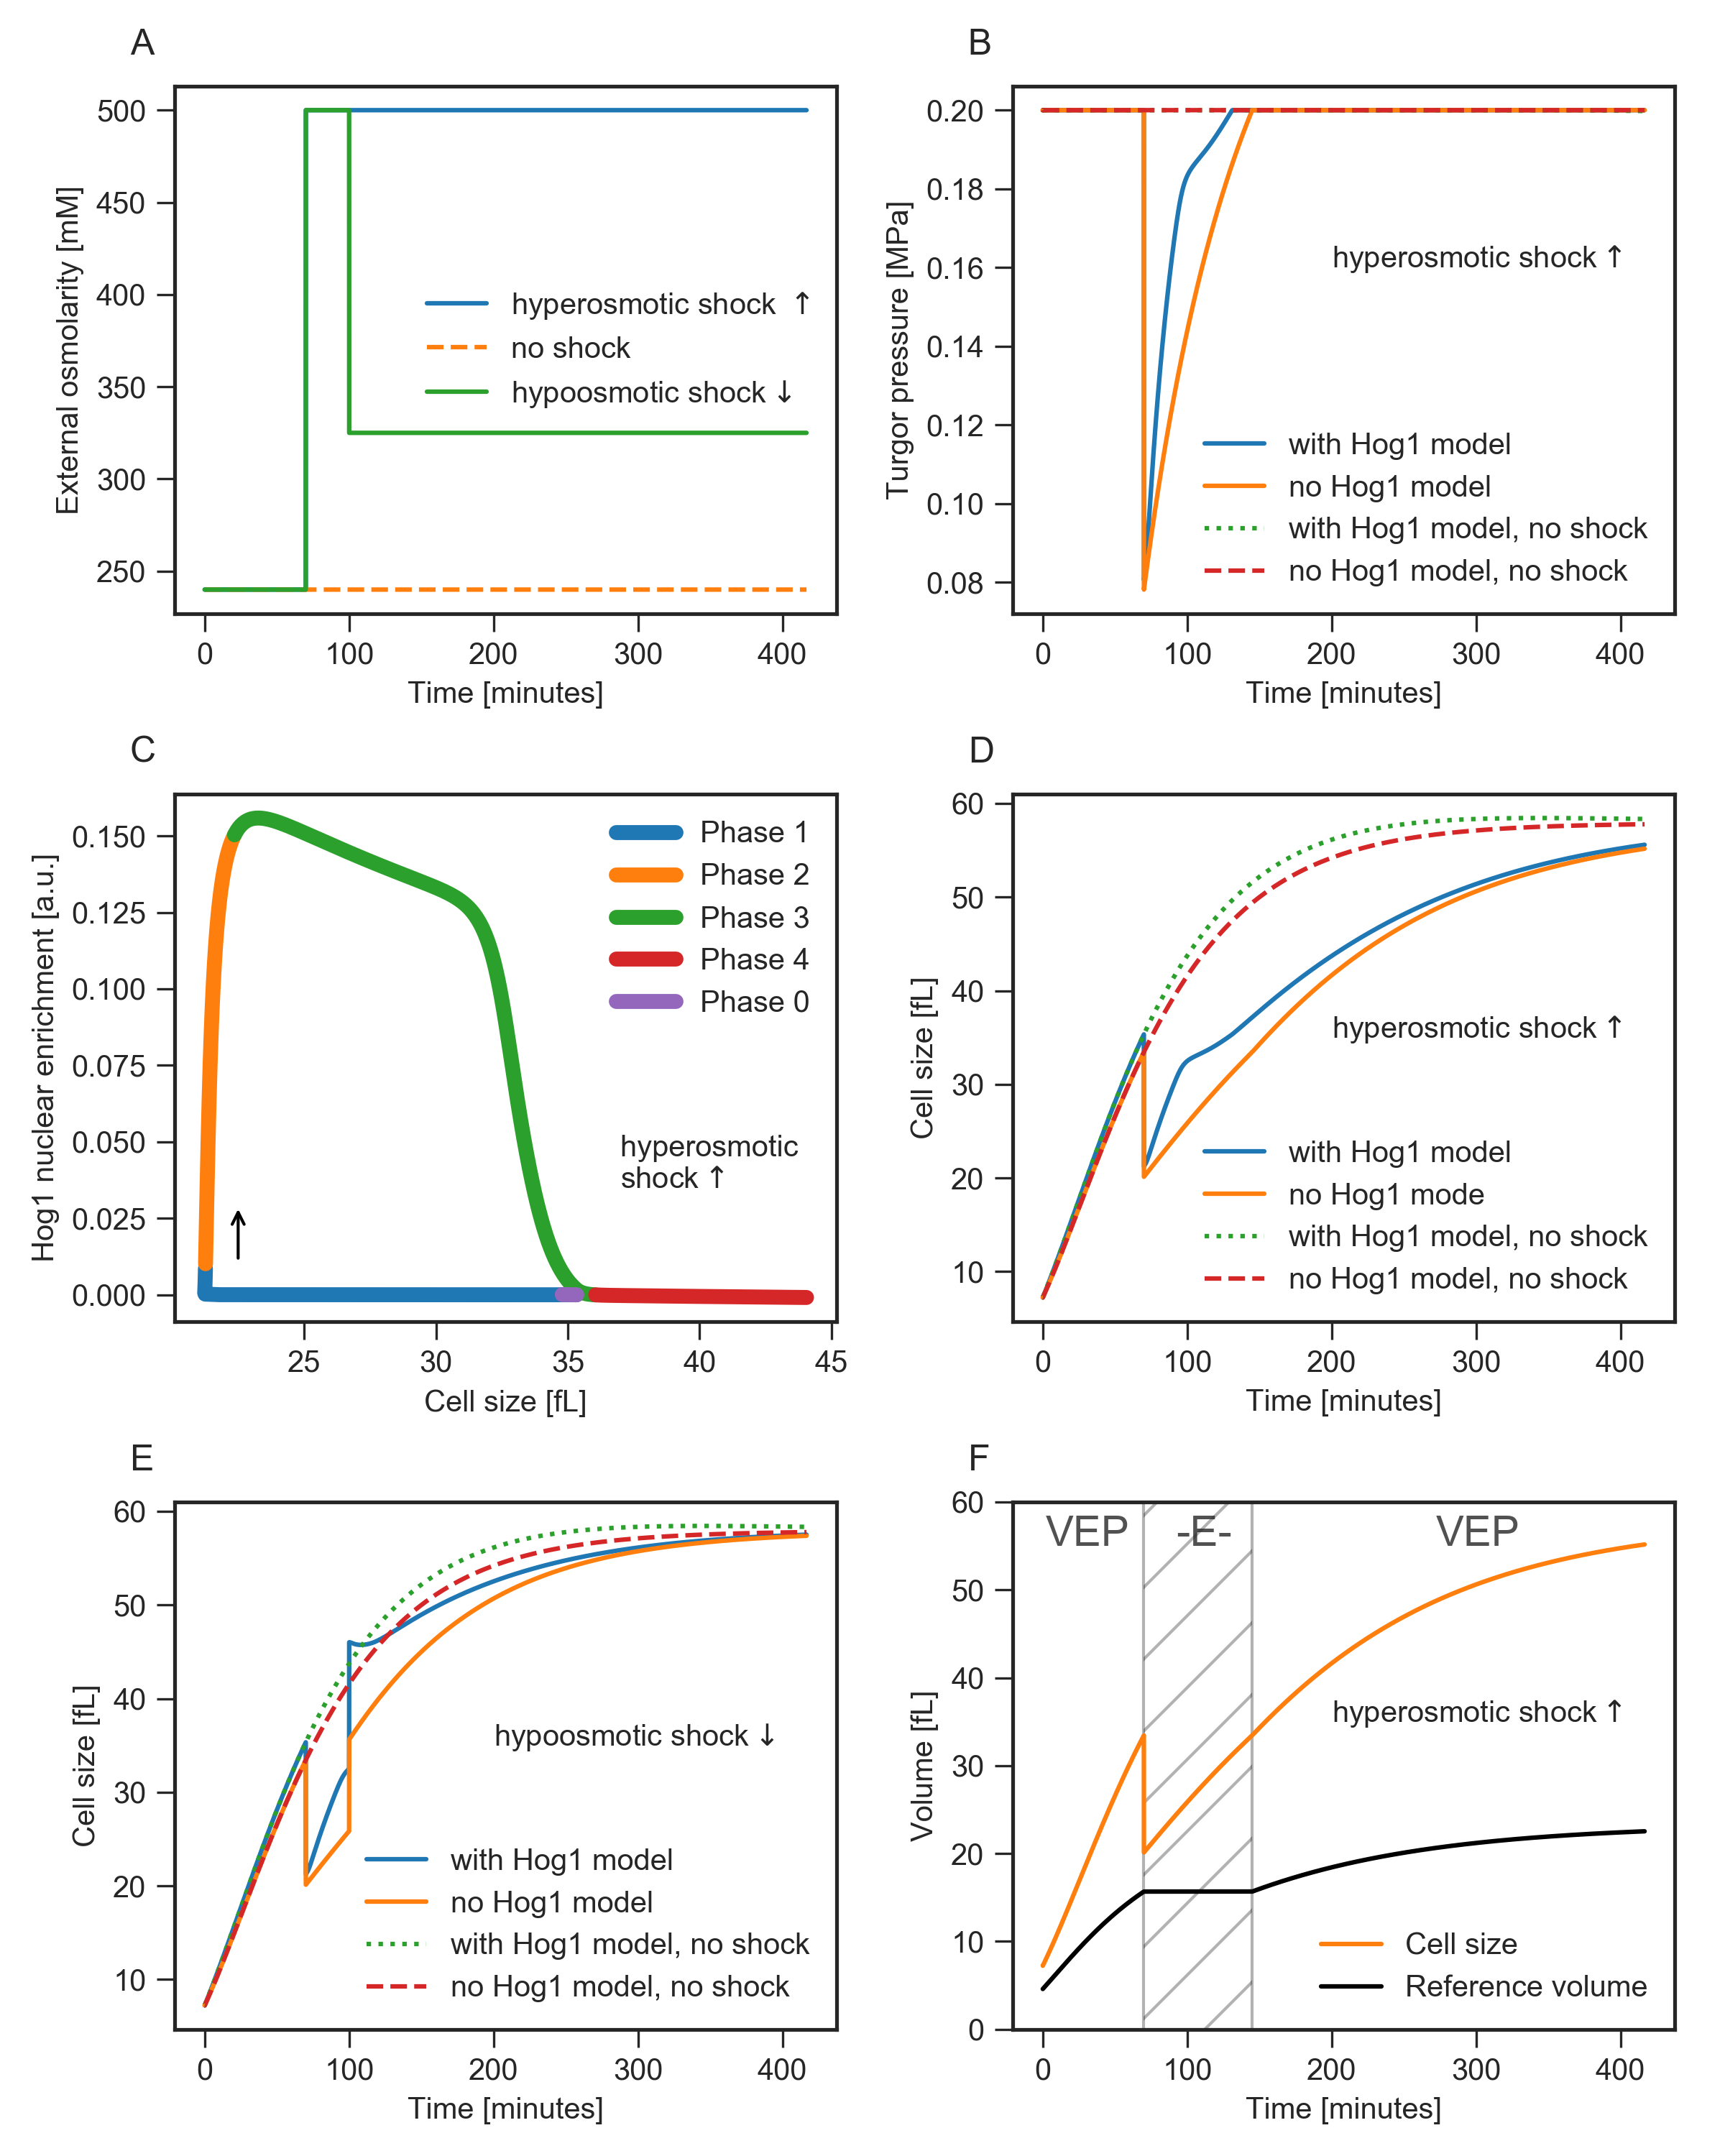 A
500
450
400
350
300
250
External osmolarity [mM]
hyperosmotic shock ↑
no shock
hypoosmotic shock ↓
0 100 200 300 400
Time [minutes]
B
0.20
0.18
0.16
0.14
0.12
0.10
0.08
Turgor pressure [MPa]
hyperosmotic shock ↑
with Hog1 model
no Hog1 model
with Hog1 model, no shock
no Hog1 model, no shock
0 100 200 300 400
Time [minutes]
C
0.150
0.125
0.100
0.075
0.050
0.025
0.000
Hog1 nuclear enrichment [a.u.]
Phase 1
Phase 2
Phase 3
Phase 4
Phase 0
hyperosmotic
shock ↑
25 30 35 40 45
Cell size [fL]
D
60
50
40
30
20
10
Cell size [fL]
hyperosmotic shock ↑
with Hog1 model
no Hog1 mode
with Hog1 model, no shock
no Hog1 model, no shock
0 100 200 300 400
Time [minutes]
E
60
50
40
30
20
10
Cell size [fL]
hypoosmotic shock ↓
with Hog1 model
no Hog1 model
with Hog1 model, no shock
no Hog1 model, no shock
0 100 200 300 400
Time [minutes]
F
60
50
40
30
20
10
0
Volume [fL]
VEP -E- VEP
hyperosmotic shock ↑
Cell size
Reference volume
0 100 200 300 400
Time [minutes]